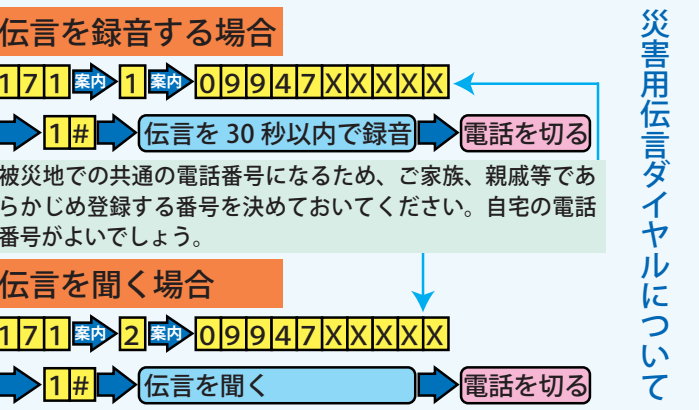 災害用伝言ダイヤルについて
伝言を録音する場合
171 案内 1 案内 09947XXXXX
1# 伝言を 30 秒以内で録音 電話を切る
被災地での共通の電話番号になるため、ご家族、親戚等であ
らかじめ登録する番号を決めておいてください。自宅の電話
番号がよいでしょう。
伝言を聞く場合
171 案内 2 案内 09947XXXXX
1# 伝言を聞く 電話を切る